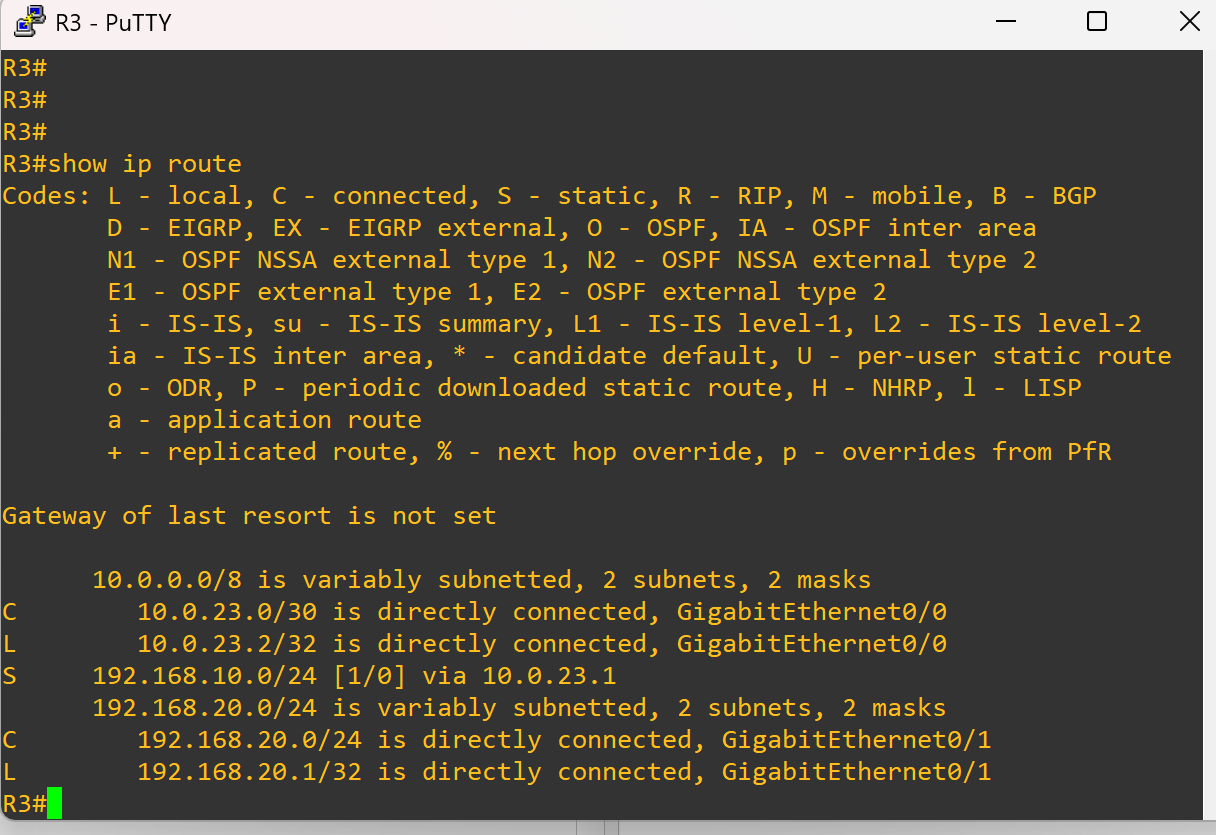 R3 - PuTTY
R3#
R3#
R3#
R3#show ip route
Codes: L - local, C - connected, S - static, R - RIP, M - mobile, B - BGP
       D - EIGRP, EX - EIGRP external, O - OSPF, IA - OSPF inter area
       N1 - OSPF NSSA external type 1, N2 - OSPF NSSA external type 2
       E1 - OSPF external type 1, E2 - OSPF external type 2
       i - IS-IS, su - IS-IS summary, L1 - IS-IS level-1, L2 - IS-IS level-2
       ia - IS-IS inter area, * - candidate default, U - per-user static route
       o - ODR, P - periodic downloaded static route, H - NHRP, l - LISP
       a - application route
       + - replicated route, % - next hop override, p - overrides from PfR

Gateway of last resort is not set

      10.0.0.0/8 is variably subnetted, 2 subnets, 2 masks
C        10.0.23.0/30 is directly connected, GigabitEthernet0/0
L        10.0.23.2/32 is directly connected, GigabitEthernet0/0
S     192.168.10.0/24 [1/0] via 10.0.23.1
      192.168.20.0/24 is variably subnetted, 2 subnets, 2 masks
C        192.168.20.0/24 is directly connected, GigabitEthernet0/1
L        192.168.20.1/32 is directly connected, GigabitEthernet0/1
R3#